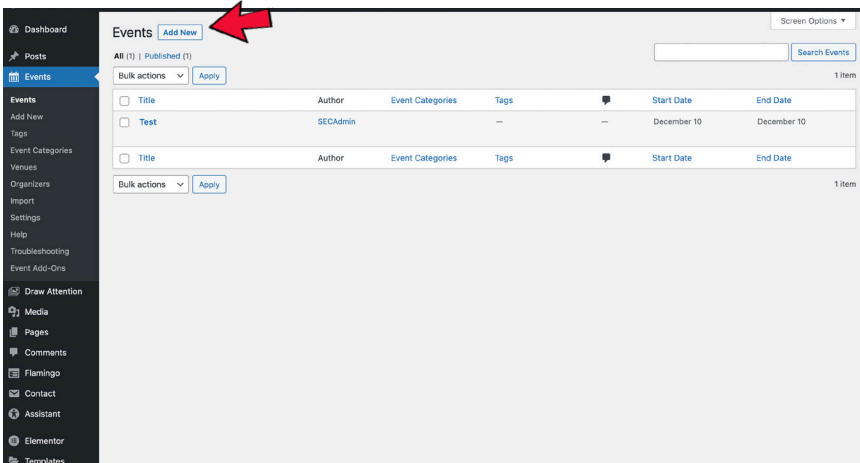 Dashboard
Posts
Events
Events
Add New
Tags
Event Categories
Venues
Organizers
Import
Settings
Help
Troubleshooting
Event Add-Ons
Draw Attention
Media
Pages
Comments
Flamingo
Contact
Assistant
Elementor
Templates
Screen Options ▼
Events Add New
All (1) | Published (1)
Search Events
Bulk actions Apply
1 item
Title Author Event Categories Tags Start Date End Date
Test SECAdmin — — December 10 December 10
Title Author Event Categories Tags Start Date End Date
Bulk actions Apply
1 item